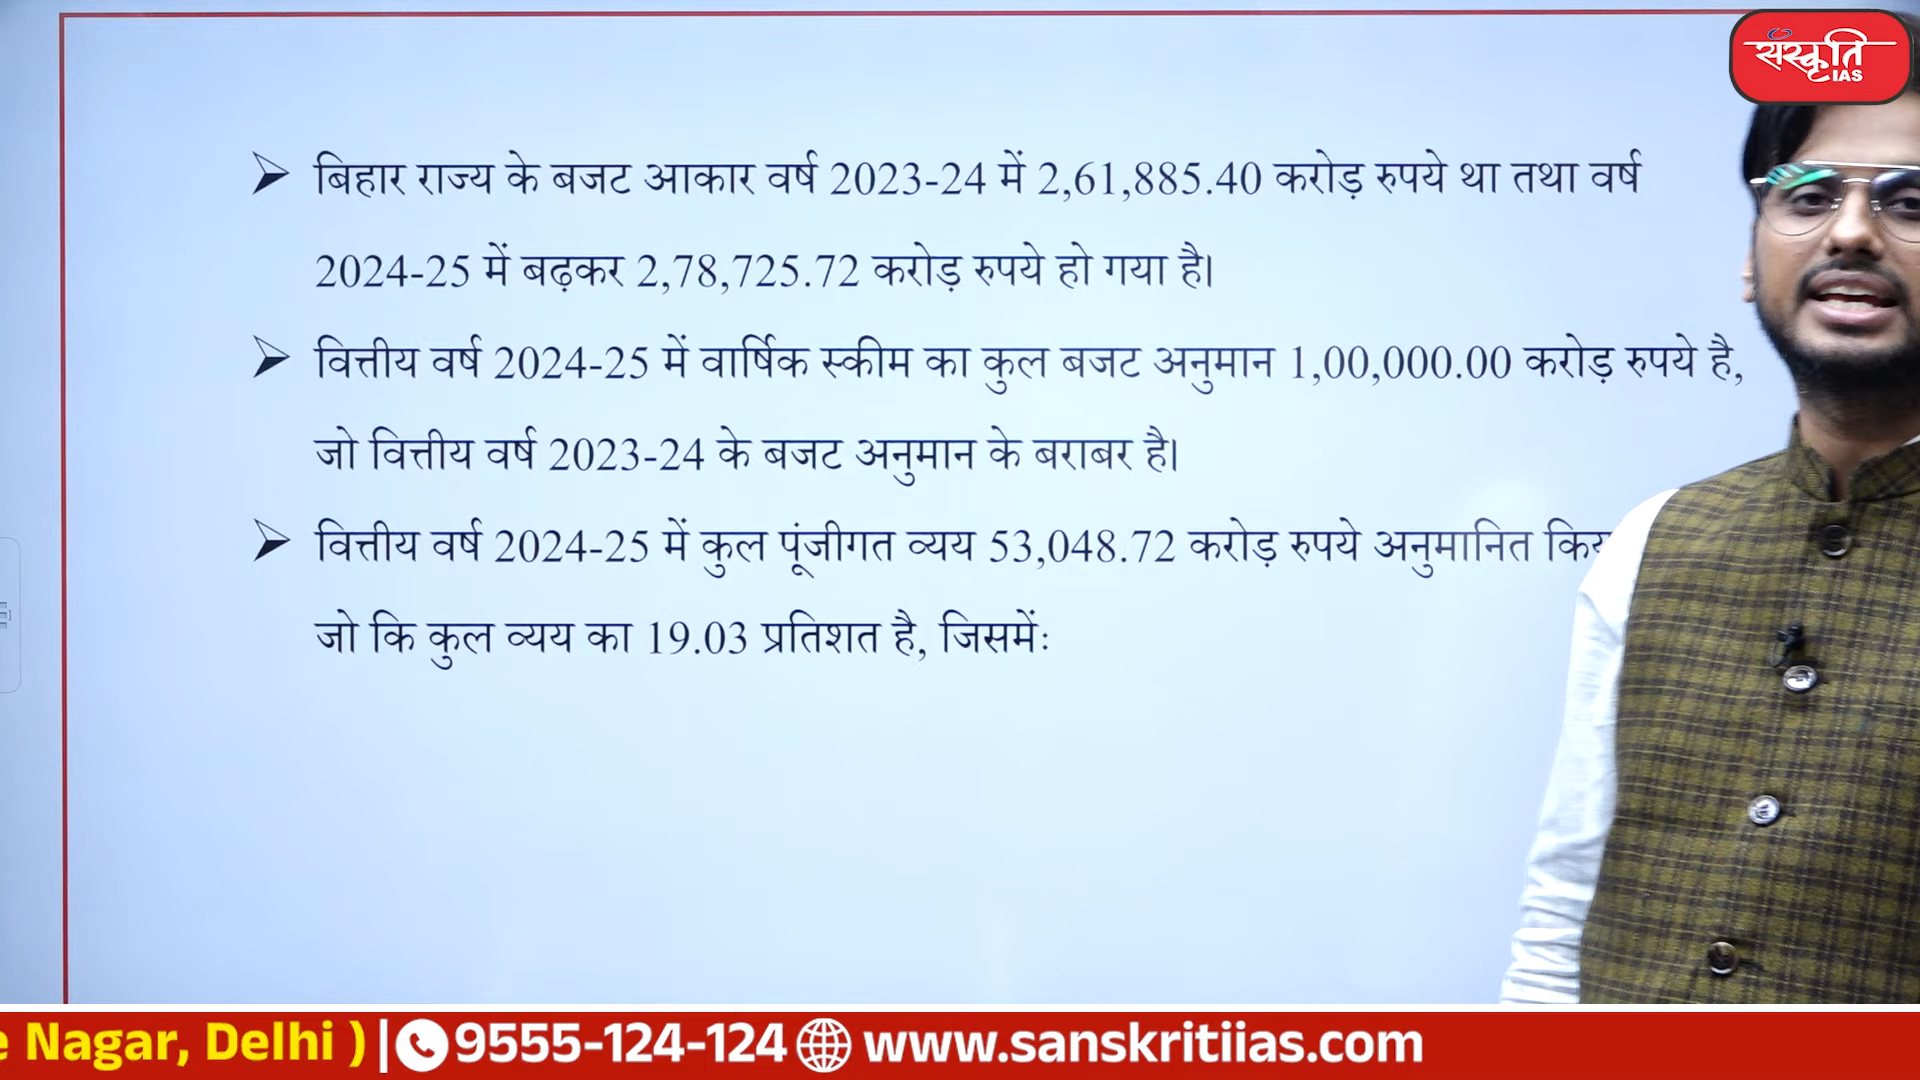 संस्कृति
IAS
➢ बिहार राज्य के बजट आकार वर्ष 2023-24 में 2,61,885.40 करोड़ रुपये था तथा वर्ष
2024-25 में बढ़कर 2,78,725.72 करोड़ रुपये हो गया है।
➢ वित्तीय वर्ष 2024-25 में वार्षिक स्कीम का कुल बजट अनुमान 1,00,000.00 करोड़ रुपये है,
जो वित्तीय वर्ष 2023-24 के बजट अनुमान के बराबर है।
➢ वित्तीय वर्ष 2024-25 में कुल पूंजीगत व्यय 53,048.72 करोड़ रुपये अनुमानित
जो कि कुल व्यय का 19.03 प्रतिशत है, जिसमें:
Nagar, Delhi ) | 9555-124-124 www.sanskritiias.com